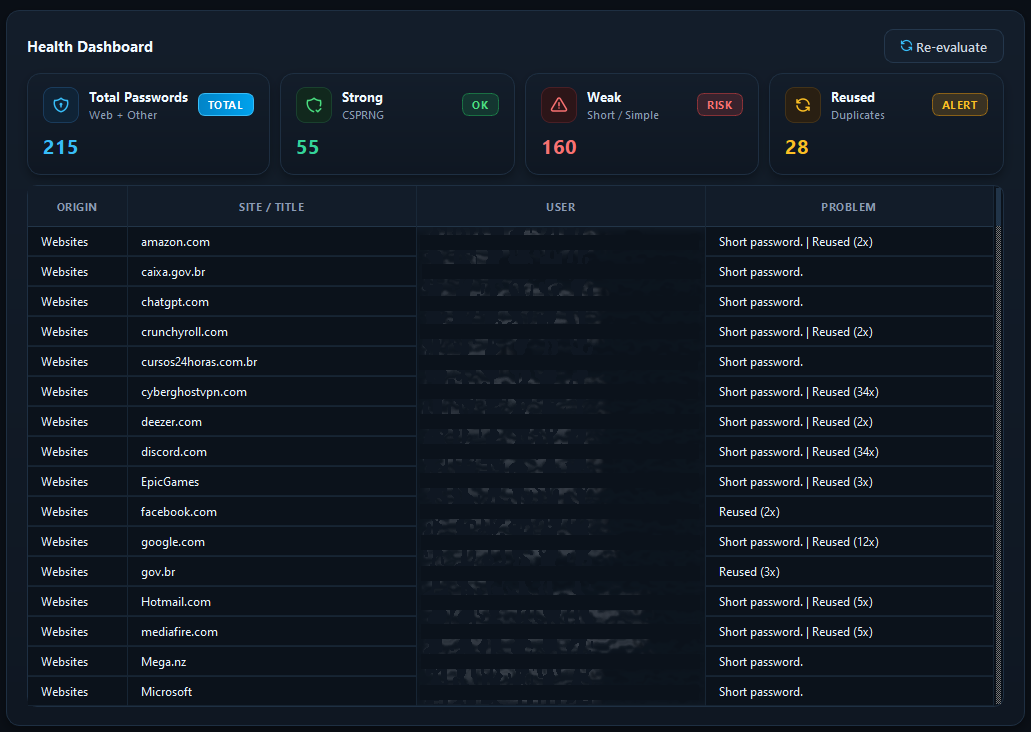 Health Dashboard
Re-evaluate
Total Passwords
Web + Other
TOTAL
215
Strong
CSPRNG
OK
55
Weak
Short / Simple
RISK
160
Reused
Duplicates
ALERT
28
ORIGIN SITE / TITLE USER PROBLEM
Websites amazon.com Short password. | Reused (2x)
Websites caixa.gov.br Short password.
Websites chatgpt.com Short password.
Websites crunchyroll.com Short password. | Reused (2x)
Websites cursos24horas.com.br Short password.
Websites cyberghostvpn.com Short password. | Reused (34x)
Websites deezer.com Short password. | Reused (2x)
Websites discord.com Short password. | Reused (34x)
Websites EpicGames Short password. | Reused (3x)
Websites facebook.com Reused (2x)
Websites google.com Short password. | Reused (12x)
Websites gov.br Reused (3x)
Websites Hotmail.com Short password. | Reused (5x)
Websites mediafire.com Short password. | Reused (5x)
Websites Mega.nz Short password.
Websites Microsoft Short password.